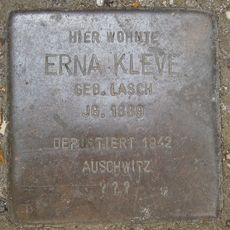 HIER WOHNTE
ERNA KLEVE
GEB. LASCH
JG. 1889
DEPORTIERT 1942
AUSCHWITZ
???